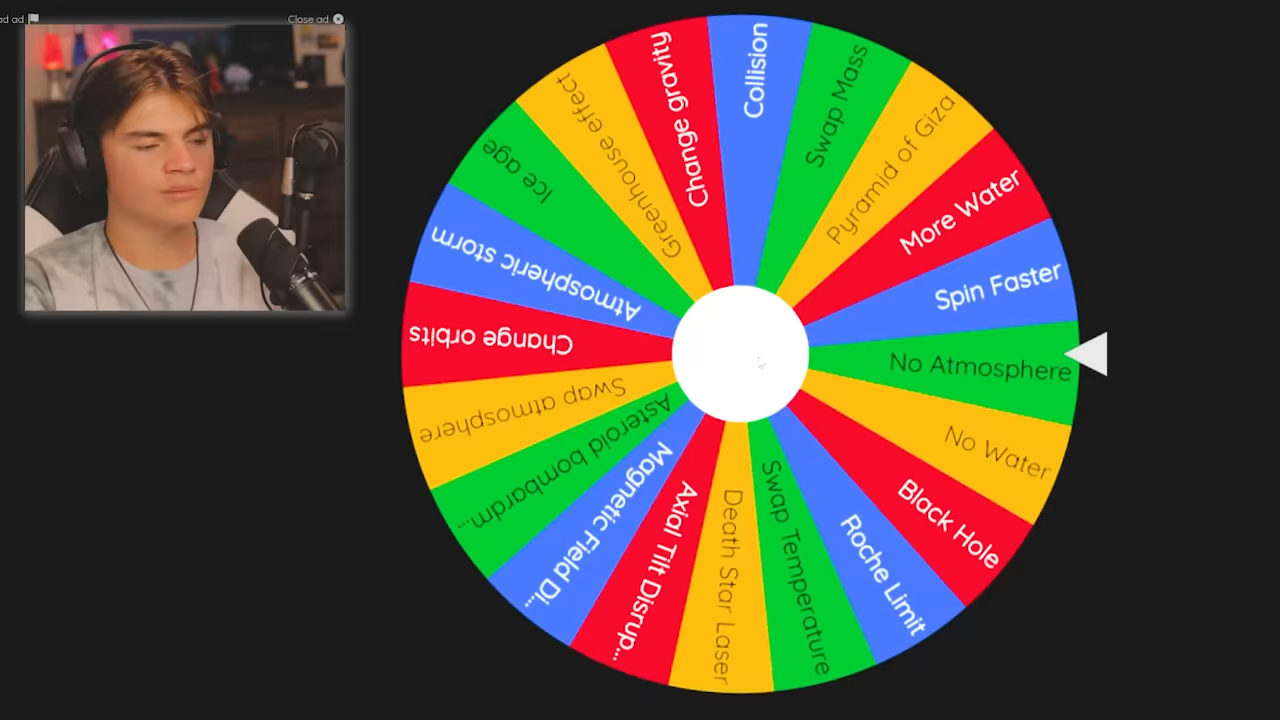 ad ad
Close ad
Collision
Swap Mass
Pyramid of Giza
More Water
Spin Faster
No Atmosphere
No Water
Black Hole
Roche Limit
Swap Temperature
Death Star Laser
Axial Tilt Disrup...
Magnetic Field Di...
Asteroid bombardm...
Swap atmosphere
Change orbits
Atmospheric storm
Ice age
Greenhouse effect
Change gravity